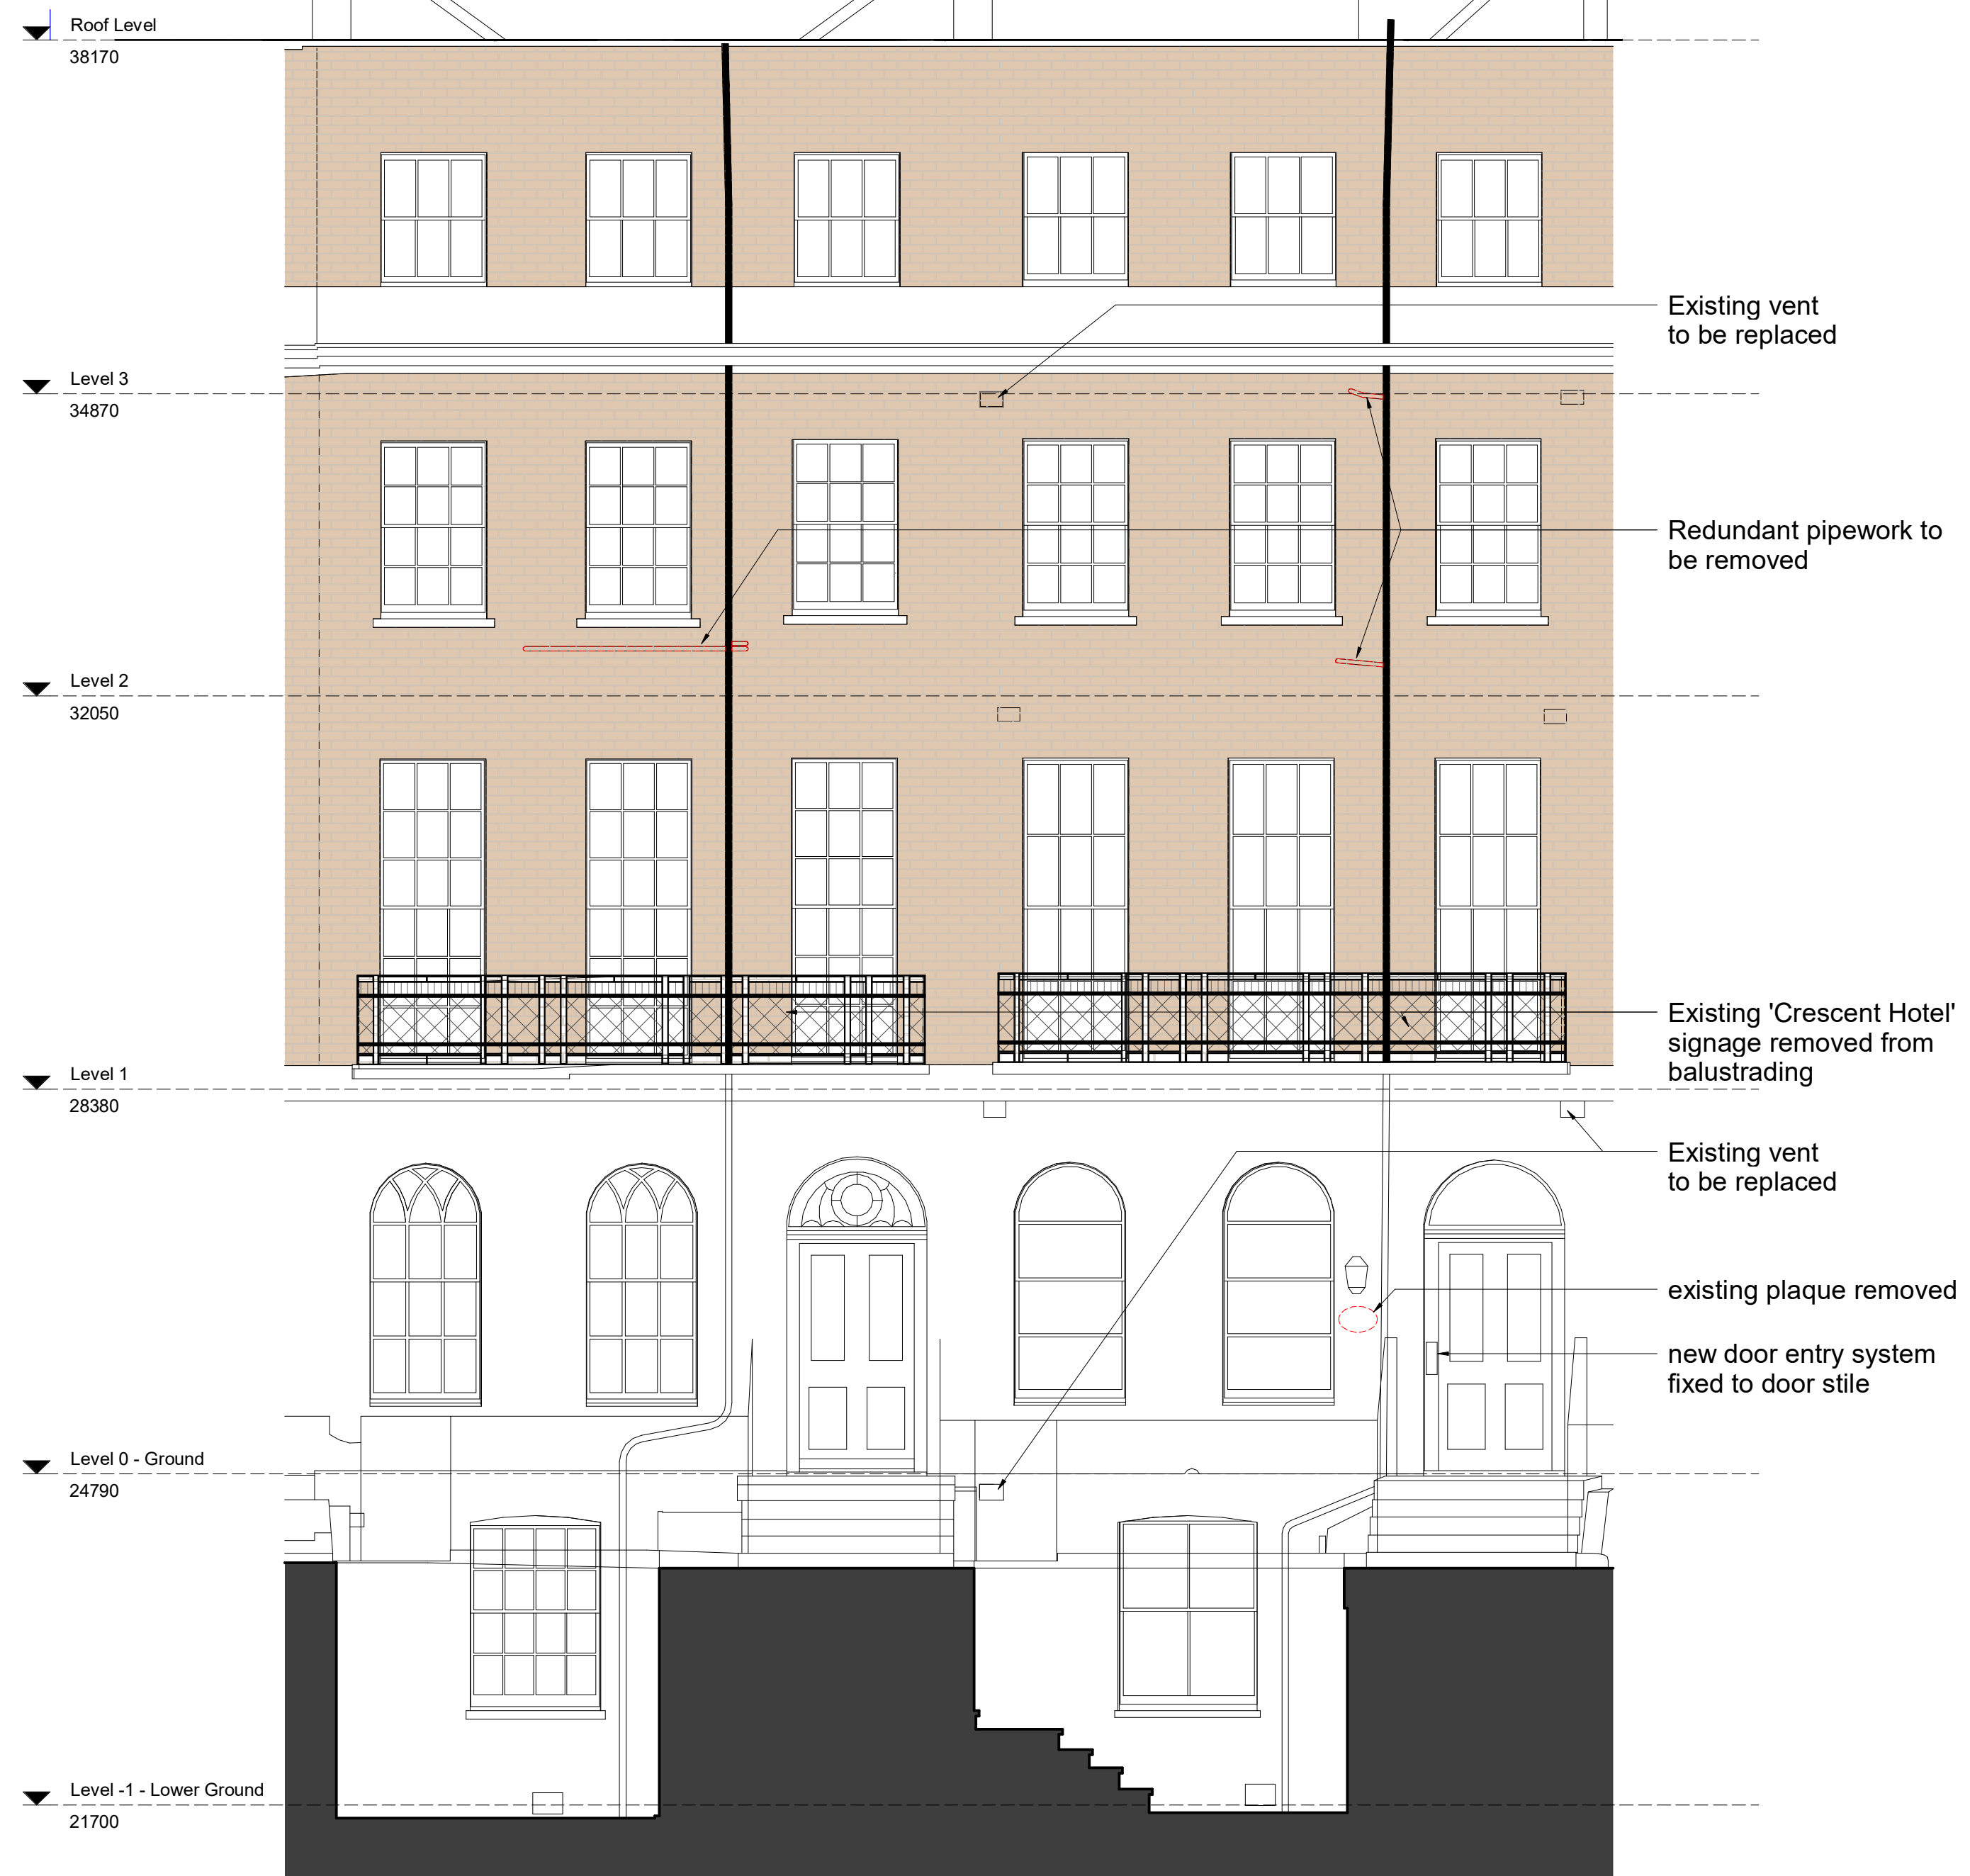 Roof Level
38170
Existing vent
to be replaced
Level 3
34870
Redundant pipework to
be removed
Level 2
32050
Existing 'Crescent Hotel'
signage removed from
balustrading
Level 1
28380
Existing vent
to be replaced
existing plaque removed
new door entry system
fixed to door stile
Level 0 - Ground
24790
Level -1 - Lower Ground
21700